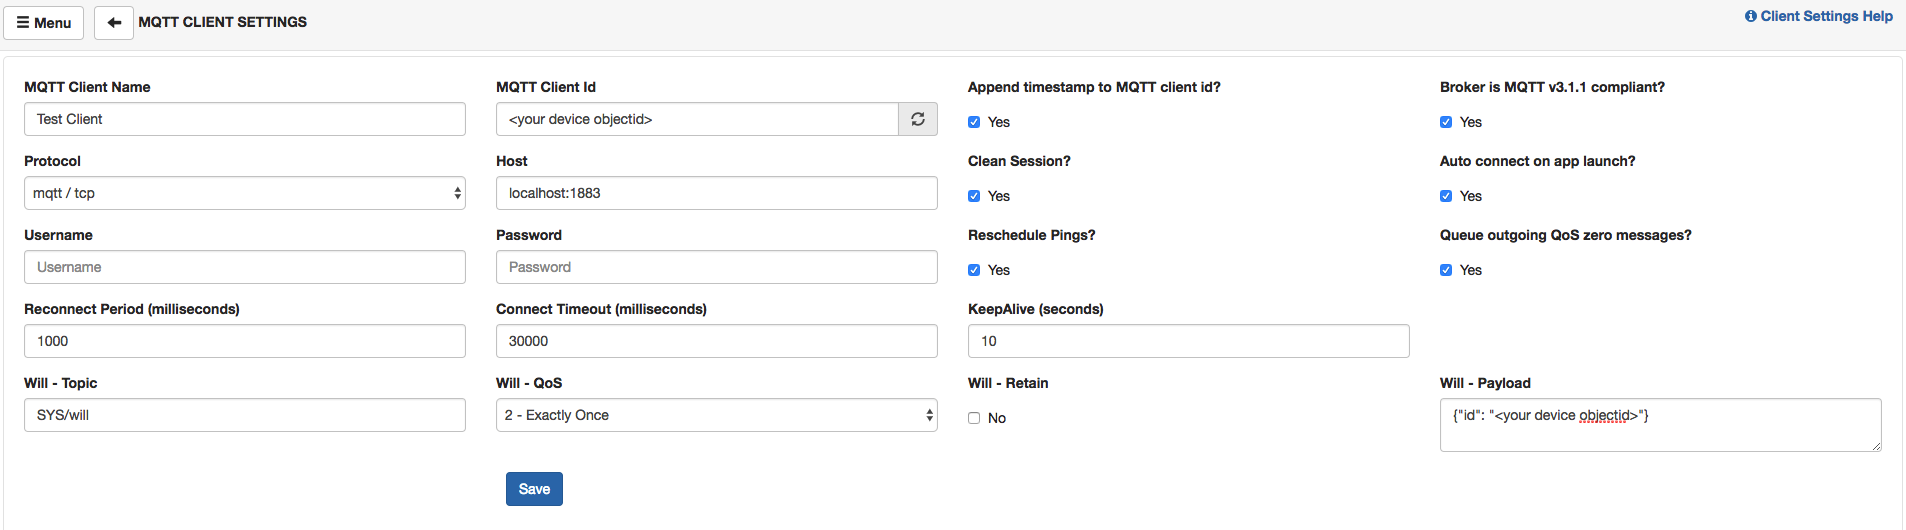 Menu
MQTT CLIENT SETTINGS
Client Settings Help
MQTT Client Name
MQTT Client Id
Append timestamp to MQTT client id?
Broker is MQTT v3.1.1 compliant?
Test Client
<your device objectid>
Yes
Yes
Protocol
Host
Clean Session?
Auto connect on app launch?
mqtt / tcp
localhost:1883
Yes
Yes
Username
Password
Reschedule Pings?
Queue outgoing QoS zero messages?
Username
Password
Yes
Yes
Reconnect Period (milliseconds)
Connect Timeout (milliseconds)
KeepAlive (seconds)
1000
30000
10
Will - Topic
Will - QoS
Will - Retain
Will - Payload
SYS/will
2 - Exactly Once
No
{"id": "<your device objectid>"}
Save